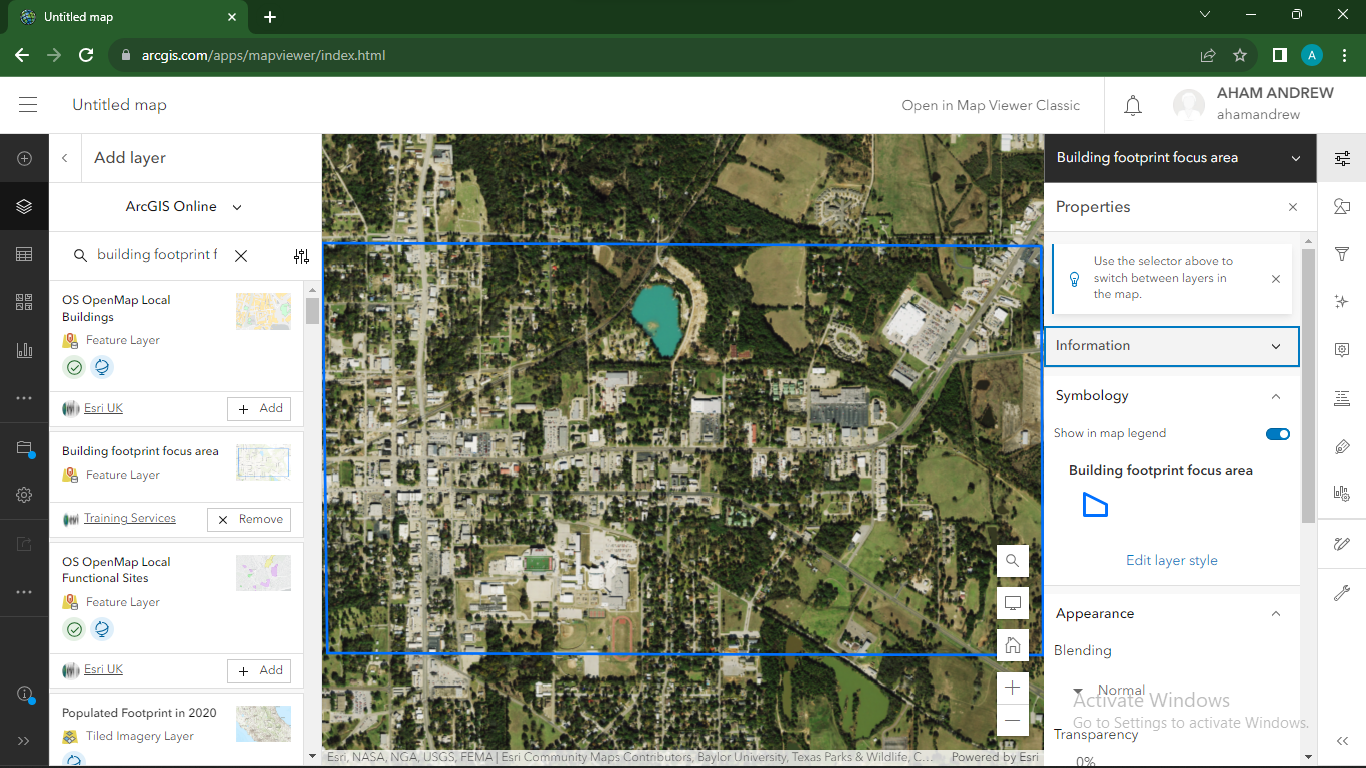 Untitled map
arcgis.com/apps/mapviewer/index.html
A
Untitled map
Open in Map Viewer Classic
AHAM ANDREW
ahamandrew
Add layer
ArcGIS Online
building footprint f
OS OpenMap Local
Buildings
Feature Layer
Esri UK
Add
Building footprint focus area
Feature Layer
Training Services
Remove
OS OpenMap Local
Functional Sites
Feature Layer
Esri UK
Add
Populated Footprint in 2020
Tiled Imagery Layer
Esri, NASA, NGA, USGS, FEMA | Esri Community Maps Contributors, Baylor University, Texas Parks & Wildlife, C...
Powered by Esri
Building footprint focus area
Properties
Use the selector above to
switch between layers in
the map.
Information
Symbology
Show in map legend
Building footprint focus area
Edit layer style
Appearance
Blending
Normal
Activate Windows
Go to Settings to activate Windows.
Transparency
0%